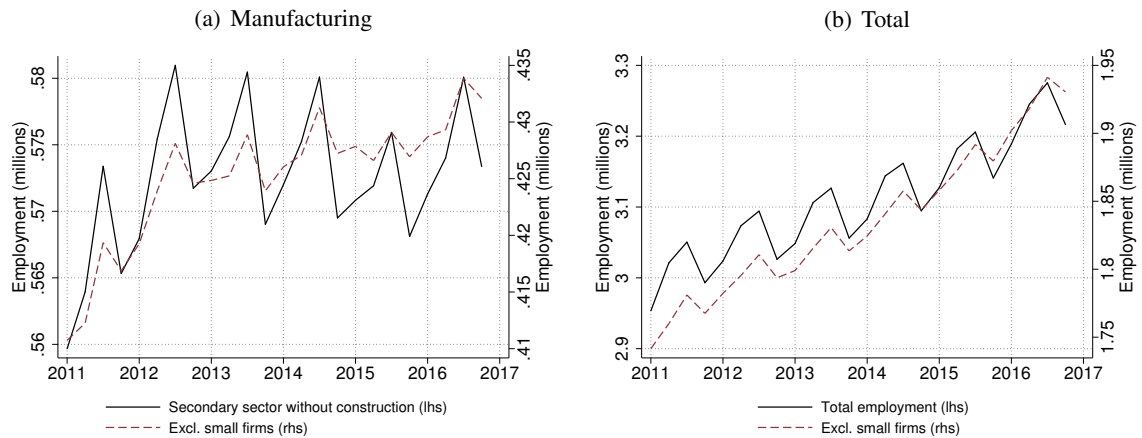 (a) Manufacturing
Employment (millions)
.56 .565 .57 .575 .58
.41 .415 .42 .425 .43 .435
Employment (millions)
2011 2012 2013 2014 2015 2016 2017
Secondary sector without construction (lhs)
Excl. small firms (rhs)
(b) Total
Employment (millions)
2.9 3 3.1 3.2 3.3
1.75 1.8 1.85 1.9 1.95
Employment (millions)
2011 2012 2013 2014 2015 2016 2017
Total employment (lhs)
Excl. small firms (rhs)